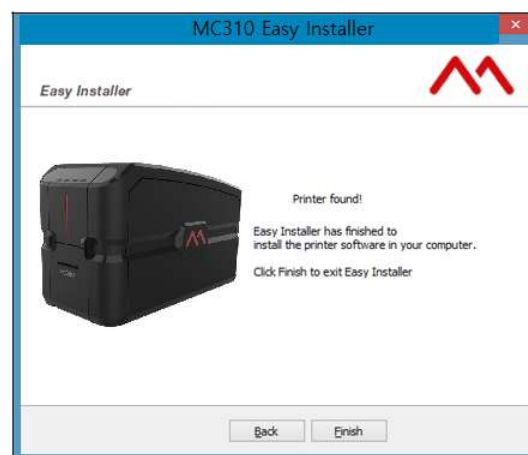 MC310 Easy Installer
Easy Installer
Printer found!
Easy Installer has finished to
install the printer software in your computer.
Click Finish to exit Easy Installer
Back
Finish